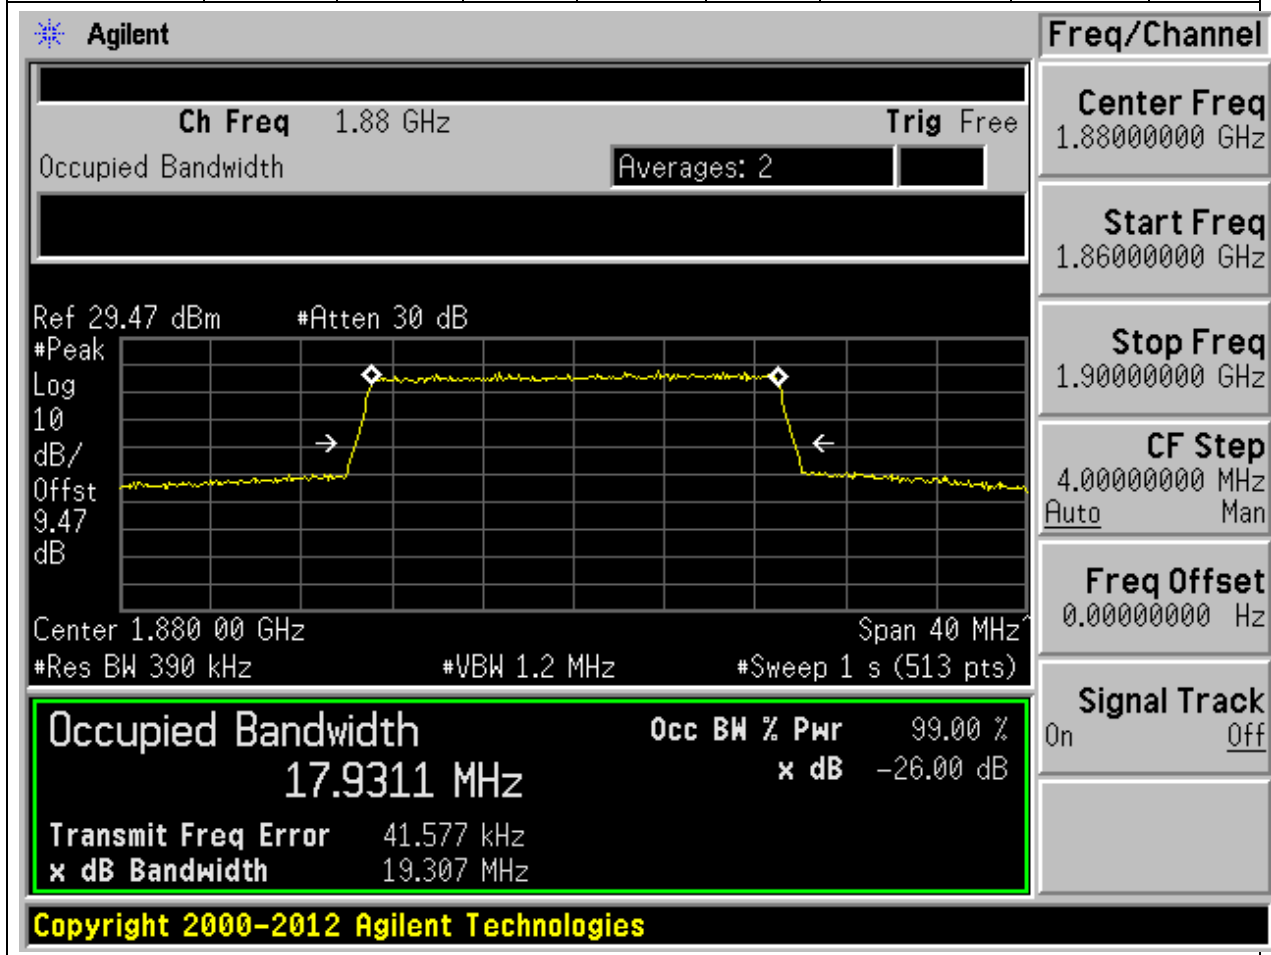 Agilent
Freq/Channel
Ch Freq 1.88 GHz Trig Free
Occupied Bandwidth Averages: 2
Center Freq
1.88000000 GHz
Start Freq
1.86000000 GHz
Stop Freq
1.90000000 GHz
CF Step
4.00000000 MHz
Auto Man
Freq Offset
0.00000000 Hz
Signal Track
On Off
Ref 29.47 dBm #Atten 30 dB
#Peak
Log
10
dB/
Offst
9.47
dB
Center 1.880 00 GHz Span 40 MHz^
#Res BW 390 kHz #VBW 1.2 MHz #Sweep 1 s (513 pts)
Occupied Bandwidth Occ BW % Pwr 99.00 %
17.9311 MHz x dB -26.00 dB
Transmit Freq Error 41.577 kHz
x dB Bandwidth 19.307 MHz
Copyright 2000-2012 Agilent Technologies